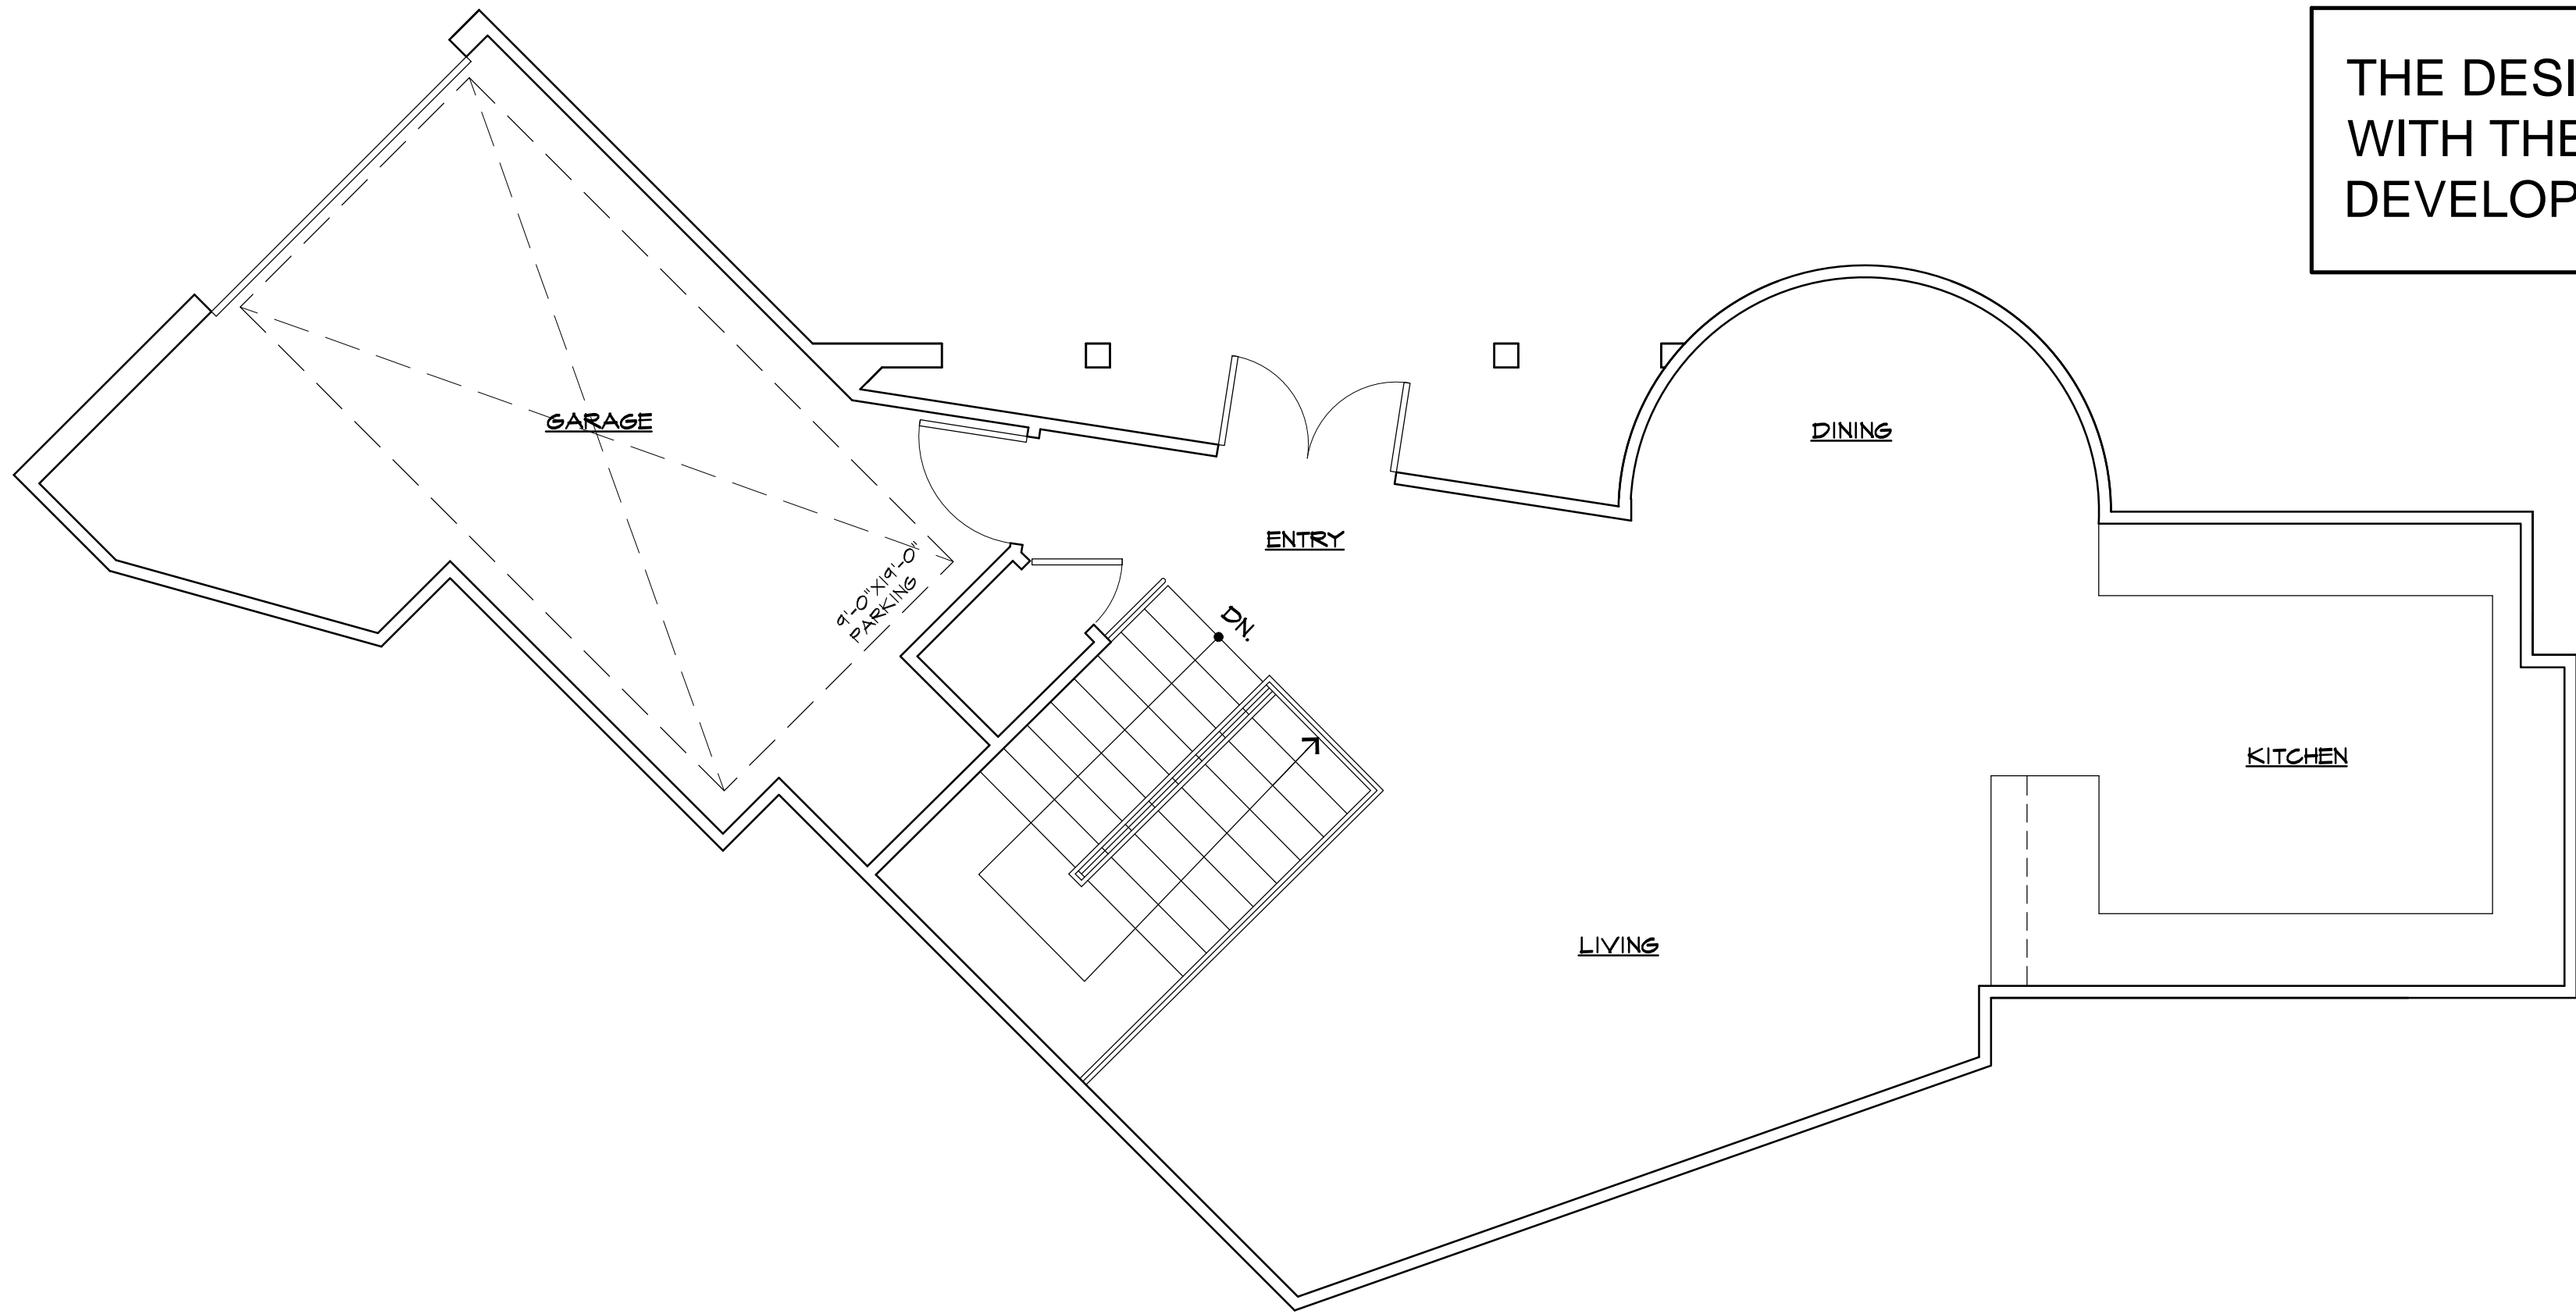 THE DESI
WITH THE
DEVELOP
GARAGE
DINING
ENTRY
9'-0"X19'-0"
PARKING
DN.
KITCHEN
LIVING